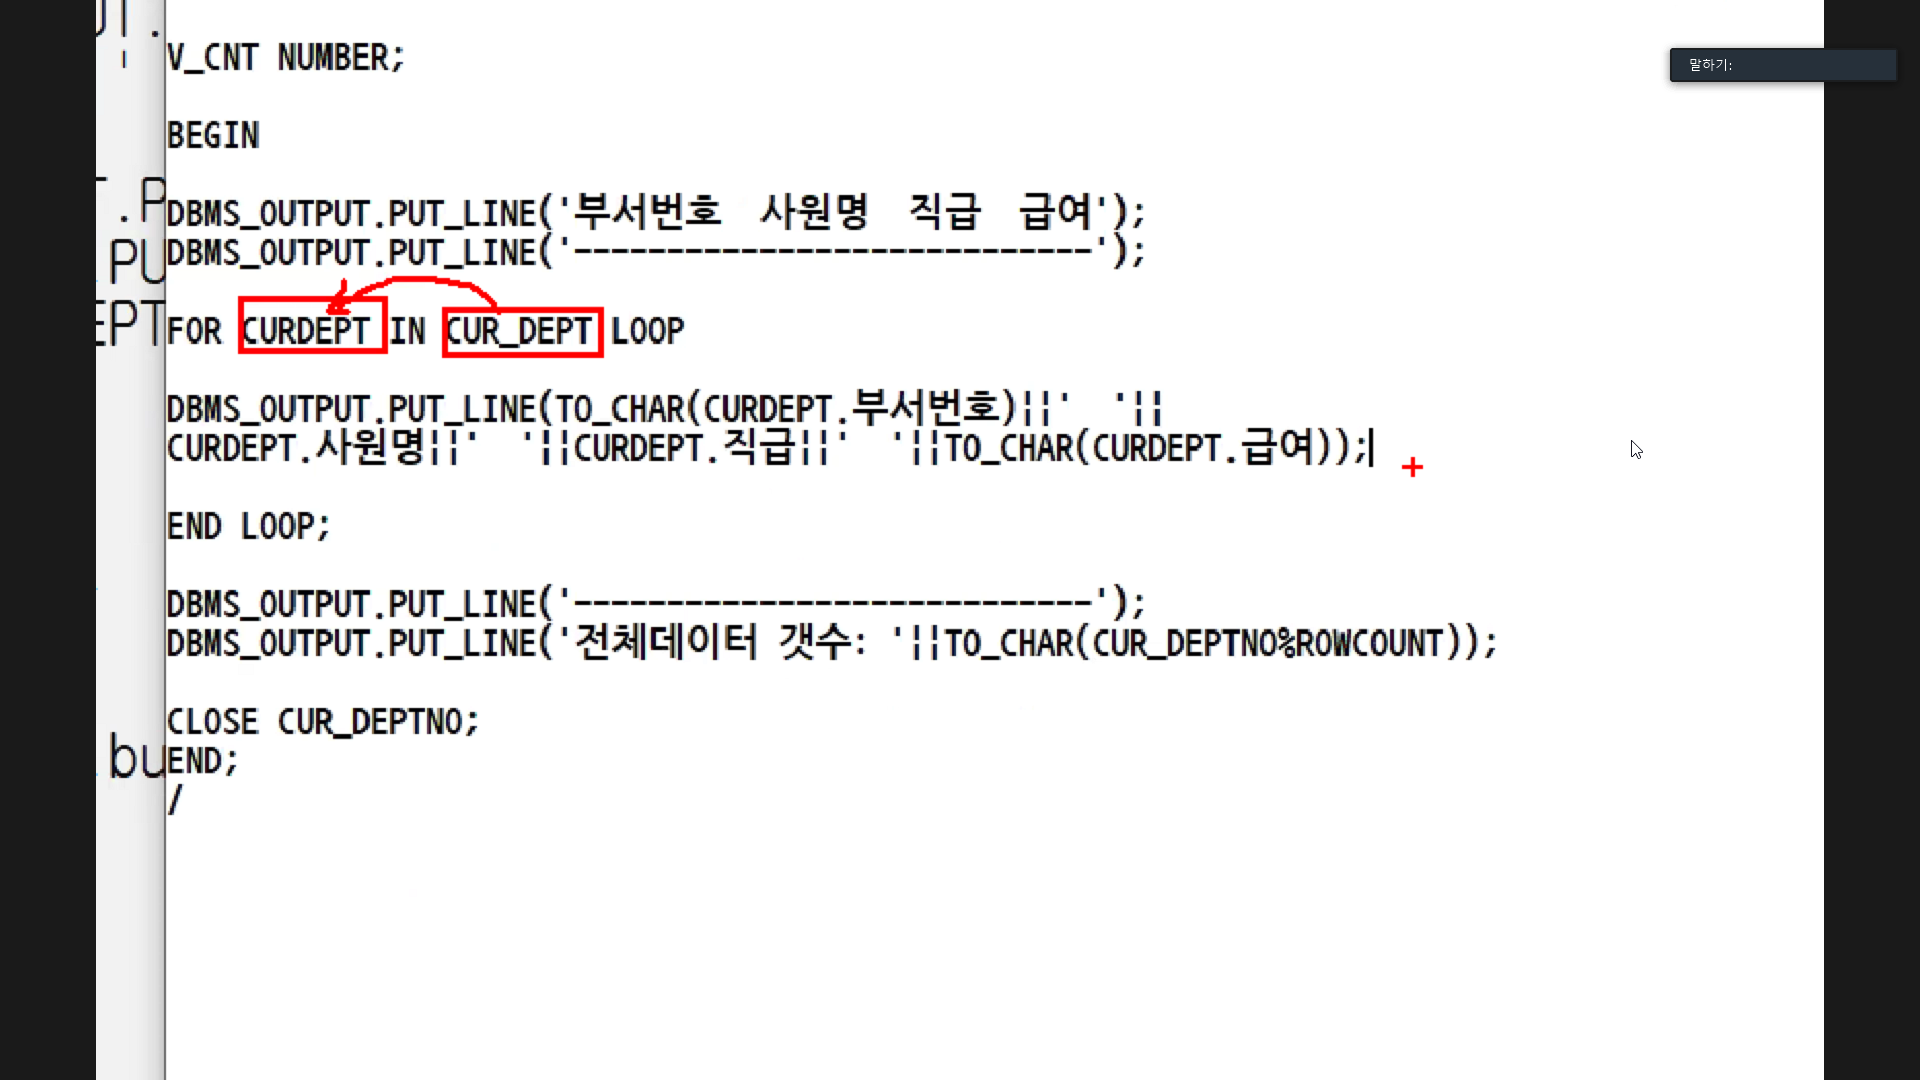 V_CNT NUMBER;
말하기:
BEGIN
DBMS_OUTPUT.PUT_LINE('부서번호  사원명  직급  급여');
DBMS_OUTPUT.PUT_LINE('----------------------------');
FOR CURDEPT IN CUR_DEPT LOOP
DBMS_OUTPUT.PUT_LINE(TO_CHAR(CURDEPT.부서번호)||'  '||
CURDEPT.사원명||'  '||CURDEPT.직급||'  '||TO_CHAR(CURDEPT.급여));
END LOOP;
DBMS_OUTPUT.PUT_LINE('----------------------------');
DBMS_OUTPUT.PUT_LINE('전체데이터 갯수: '||TO_CHAR(CUR_DEPTNO%ROWCOUNT));
CLOSE CUR_DEPTNO;
END;
/